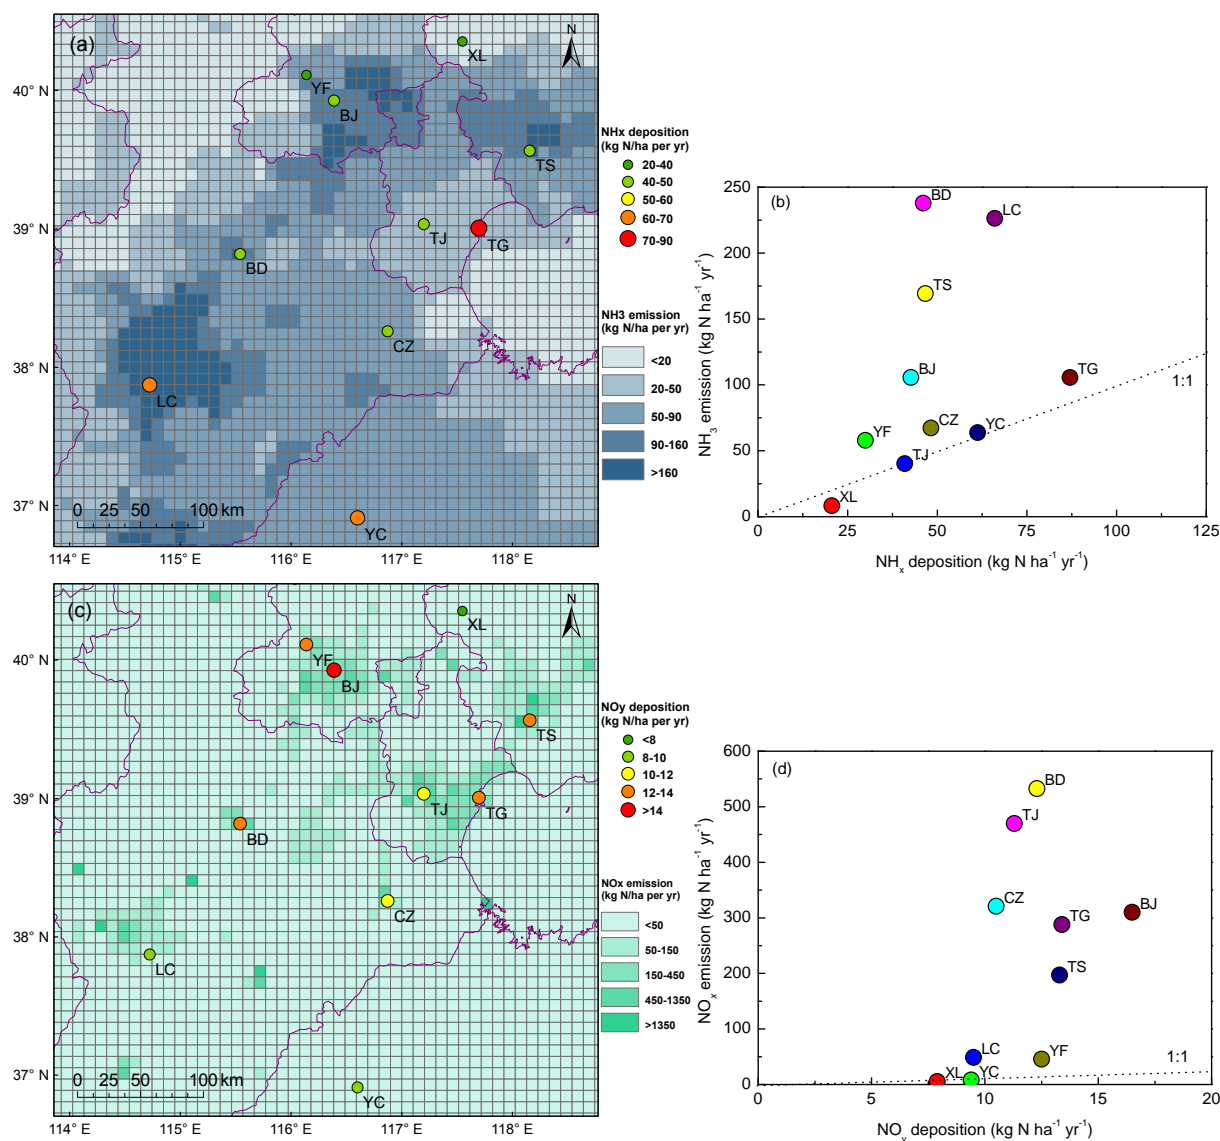 (a)
N
XL
YF
BJ
TS
TJ
TG
BD
CZ
LC
YC
40° N
39° N
38° N
37° N
0 25 50 100 km
114° E 115° E 116° E 117° E 118° E
NHx deposition
(kg N/ha per yr)
20-40
40-50
50-60
60-70
70-90
NH3 emission
(kg N/ha per yr)
<20
20-50
50-90
90-160
>160
(b)
NH₃ emission (kg N ha⁻¹ yr⁻¹)
250
200
150
100
50
0
BD
LC
TS
BJ
TG
1:1
CZ
YC
YF
TJ
XL
0 25 50 75 100 125
NHₓ deposition (kg N ha⁻¹ yr⁻¹)
(c)
N
XL
YF
BJ
TS
TJ
TG
BD
CZ
LC
YC
40° N
39° N
38° N
37° N
0 25 50 100 km
114° E 115° E 116° E 117° E 118° E
NOy deposition
(kg N/ha per yr)
<8
8-10
10-12
12-14
>14
NOx emission
(kg N/ha per yr)
<50
50-150
150-450
450-1350
>1350
(d)
NOₓ emission (kg N ha⁻¹ yr⁻¹)
600
500
400
300
200
100
0
BD
TJ
CZ
BJ
TG
TS
LC
YF
1:1
XL
YC
0 5 10 15 20
NOᵧ deposition (kg N ha⁻¹ yr⁻¹)